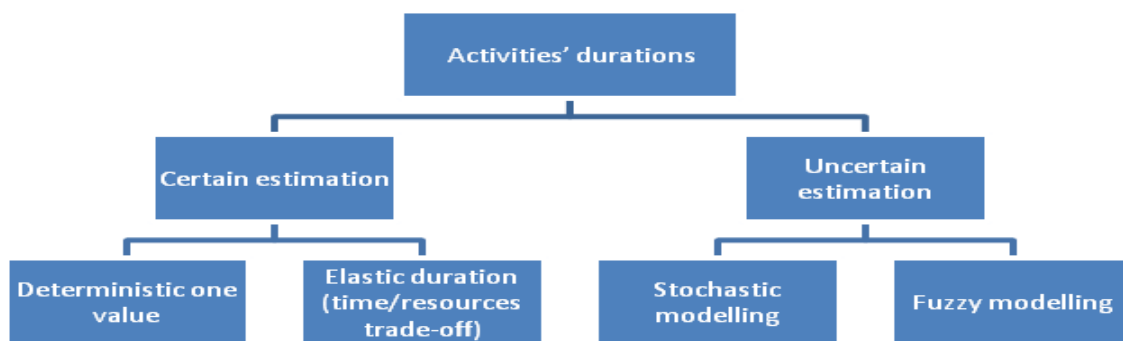 Activities’ durations
Certain estimation
Uncertain
estimation
Deterministic one
value
Elastic duration
(time/resources
trade-off)
Stochastic
modelling
Fuzzy modelling